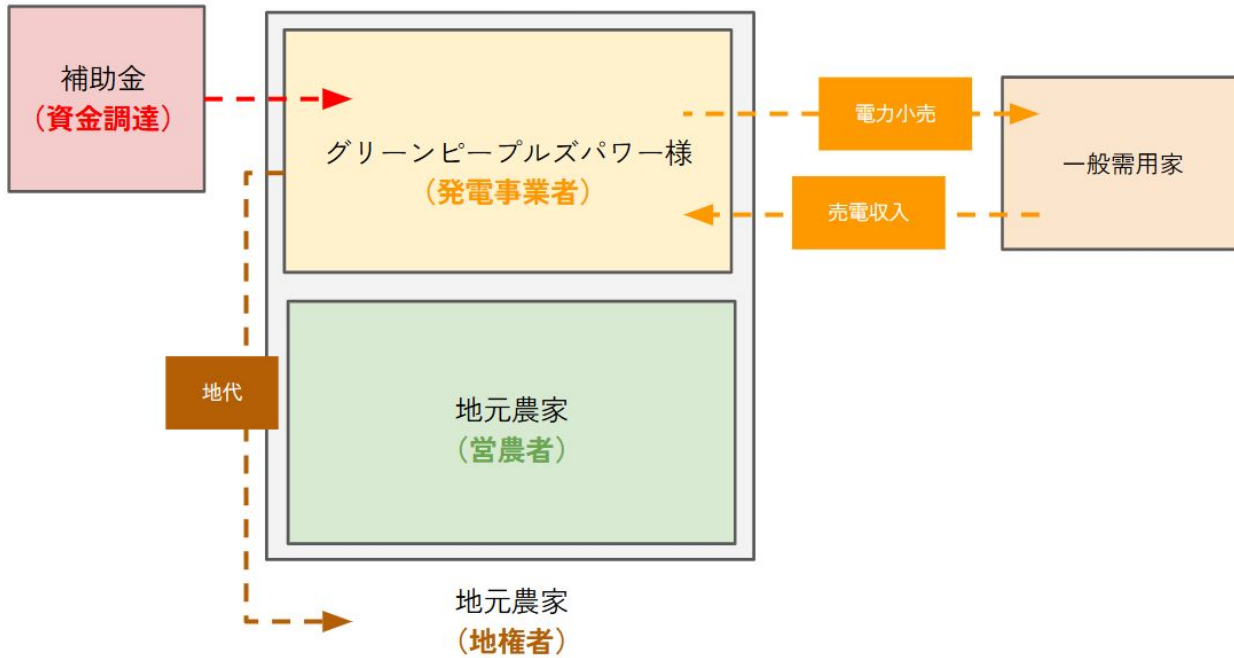 補助金
（資金調達）
グリーンピープルズパワー様
（発電事業者）
電力小売
売電収入
一般需用家
地代
地元農家
（営農者）
地元農家
（地権者）